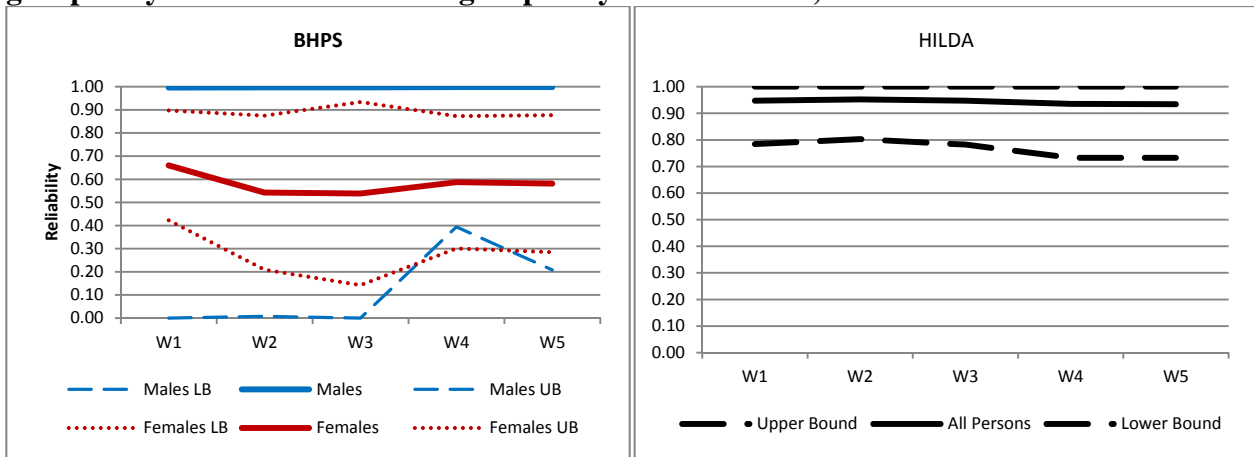 BHPS
Reliability
1.00
0.90
0.80
0.70
0.60
0.50
0.40
0.30
0.20
0.10
0.00
W1 W2 W3 W4 W5
Males LB Males Males UB
Females LB Females Females UB
HILDA
1.00
0.90
0.80
0.70
0.60
0.50
0.40
0.30
0.20
0.10
0.00
W1 W2 W3 W4 W5
Upper Bound All Persons Lower Bound